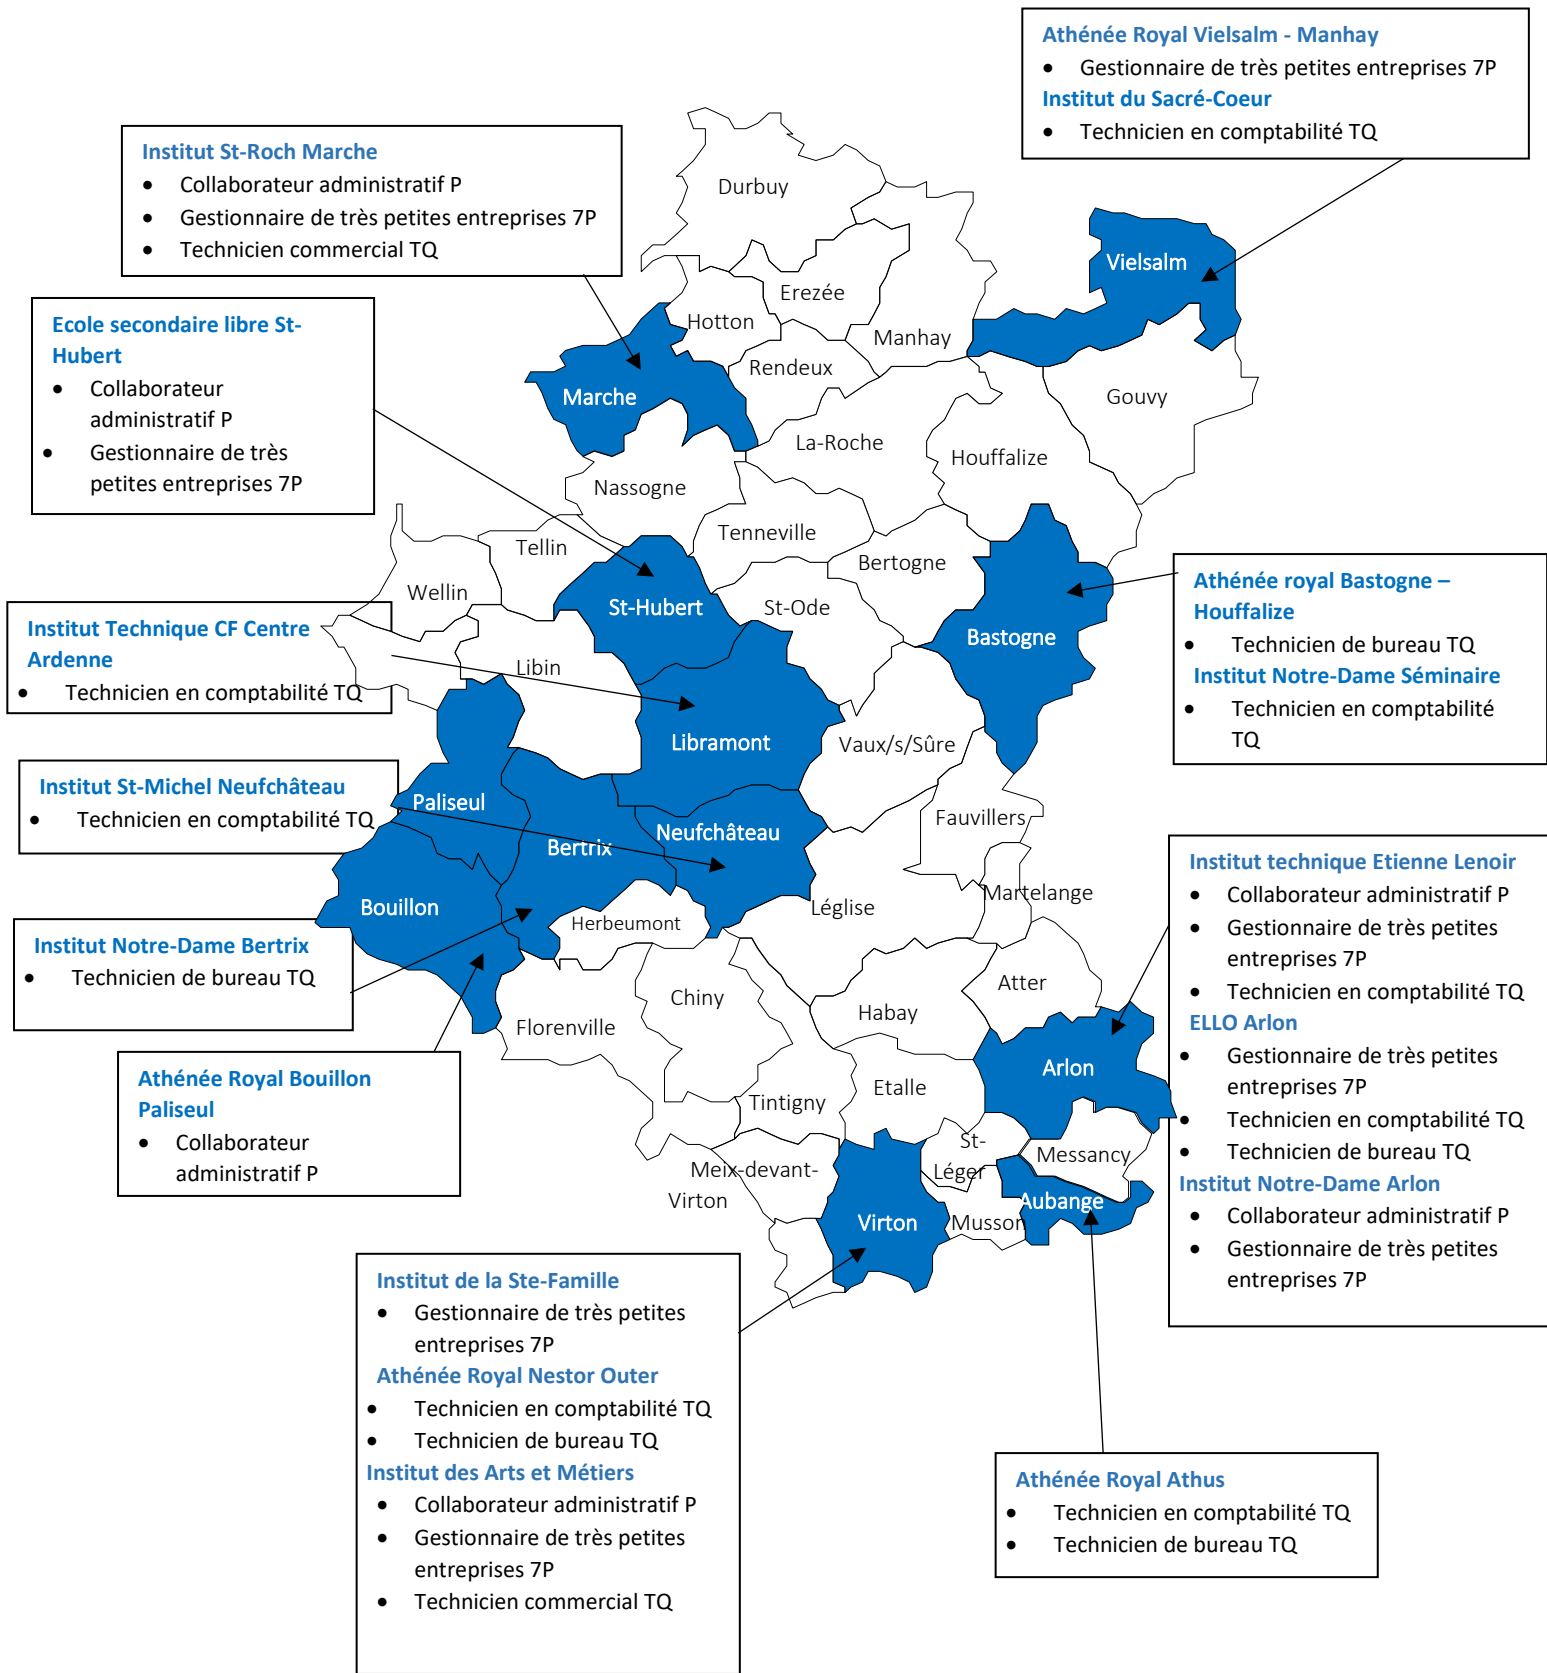 Athénée Royal Vielsalm - Manhay
• Gestionnaire de très petites entreprises 7P
Institut du Sacré-Coeur
• Technicien en comptabilité TQ
Institut St-Roch Marche
• Collaborateur administratif P
• Gestionnaire de très petites entreprises 7P
• Technicien commercial TQ
Ecole secondaire libre St-
Hubert
• Collaborateur
administratif P
• Gestionnaire de très
petites entreprises 7P
Durbuy
Vielsalm
Erezée
Hotton
Manhay
Rendeux
Marche
Gouvy
La-Roche
Houffalize
Nassogne
Tenneville
Tellin
Bertogne
Wellin
St-Hubert
St-Ode
Bastogne
Libin
Libramont
Vaux/s/Sûre
Paliseul
Fauvillers
Neufchâteau
Bertrix
Martelange
Bouillon
Léglise
Herbeumont
Atter
Chiny
Habay
Florenville
Arlon
Etalle
Tintigny
St-
Léger
Messancy
Meix-devant-
Virton
Aubange
Virton
Musson
Institut Technique CF Centre
Ardenne
• Technicien en comptabilité TQ
Institut St-Michel Neufchâteau
• Technicien en comptabilité TQ
Institut Notre-Dame Bertrix
• Technicien de bureau TQ
Athénée Royal Bouillon
Paliseul
• Collaborateur
administratif P
Athénée royal Bastogne –
Houffalize
• Technicien de bureau TQ
Institut Notre-Dame Séminaire
• Technicien en comptabilité
TQ
Institut technique Etienne Lenoir
• Collaborateur administratif P
• Gestionnaire de très petites
entreprises 7P
• Technicien en comptabilité TQ
ELLO Arlon
• Gestionnaire de très petites
entreprises 7P
• Technicien en comptabilité TQ
• Technicien de bureau TQ
Institut Notre-Dame Arlon
• Collaborateur administratif P
• Gestionnaire de très petites
entreprises 7P
Institut de la Ste-Famille
• Gestionnaire de très petites
entreprises 7P
Athénée Royal Nestor Outer
• Technicien en comptabilité TQ
• Technicien de bureau TQ
Institut des Arts et Métiers
• Collaborateur administratif P
• Gestionnaire de très petites
entreprises 7P
• Technicien commercial TQ
Athénée Royal Athus
• Technicien en comptabilité TQ
• Technicien de bureau TQ